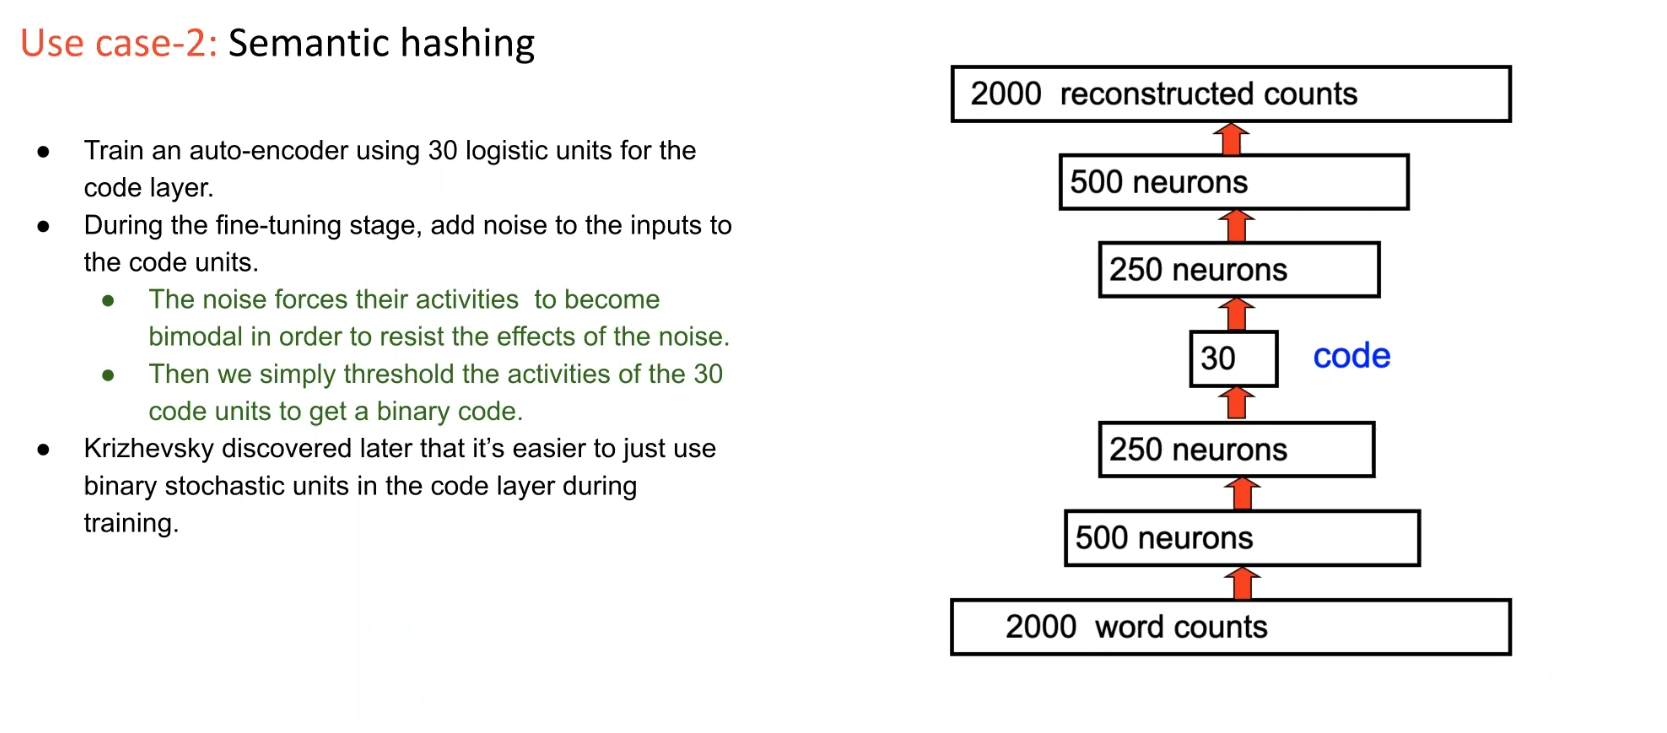 Use case-2: Semantic hashing
● Train an auto-encoder using 30 logistic units for the
code layer.
● During the fine-tuning stage, add noise to the inputs to
the code units.
● The noise forces their activities to become
bimodal in order to resist the effects of the noise.
● Then we simply threshold the activities of the 30
code units to get a binary code.
● Krizhevsky discovered later that it’s easier to just use
binary stochastic units in the code layer during
training.
2000 reconstructed counts
500 neurons
250 neurons
30 code
250 neurons
500 neurons
2000 word counts